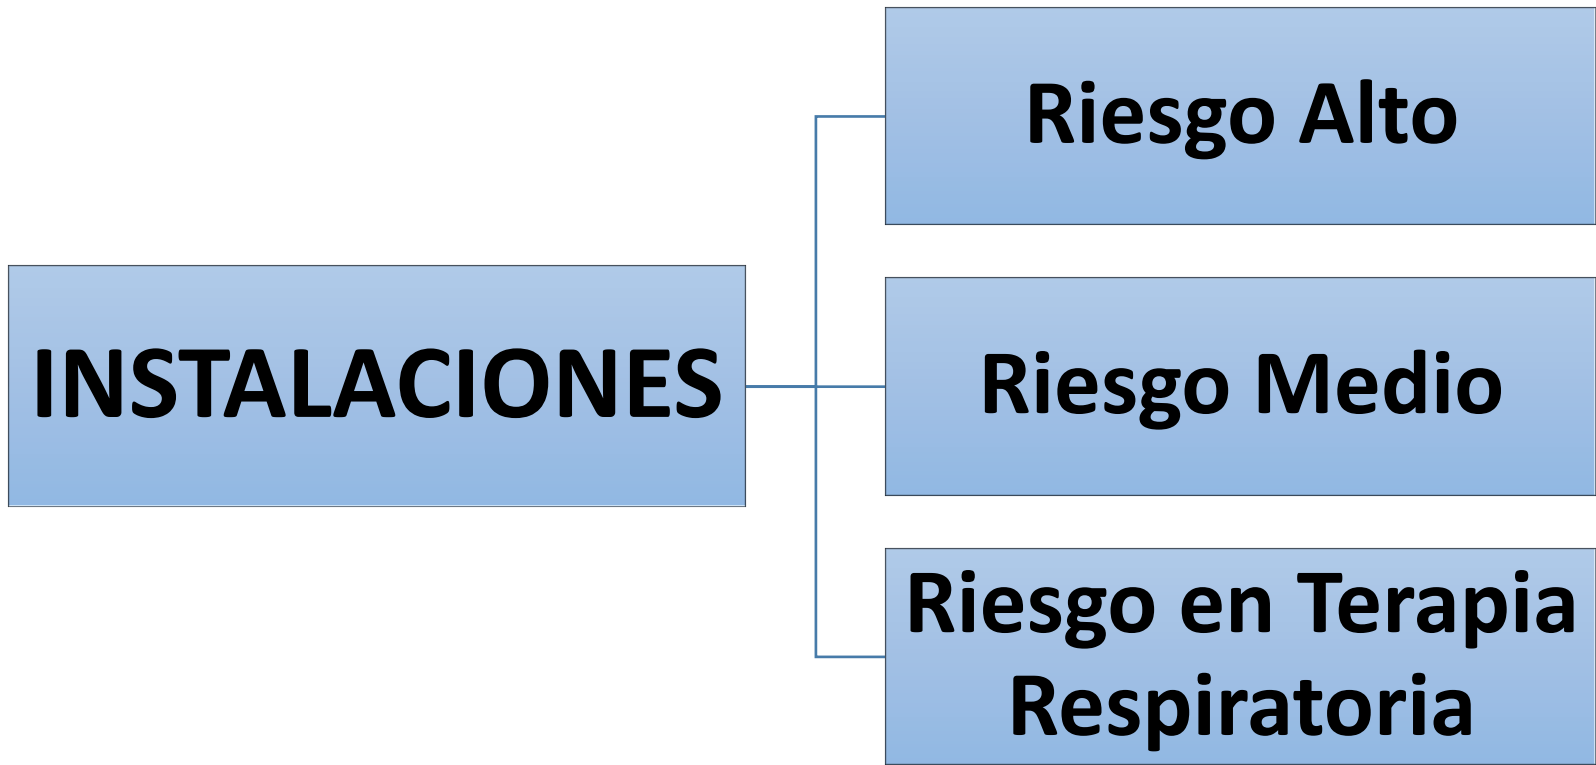 INSTALACIONES
Riesgo Alto
Riesgo Medio
Riesgo en Terapia
Respiratoria